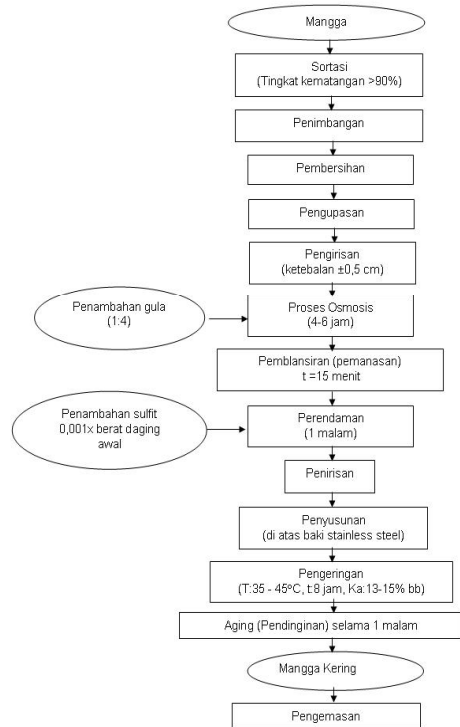 Mangga
Sortasi
(Tingkat kematangan >90%)
Penimbangan
Pembersihan
Pengupasan
Pengirisan
(ketebalan ±0,5 cm)
Penambahan gula
(1:4)
Proses Osmosis
(4-6 jam)
Pemblansiran (pemanasan)
t =15 menit
Penambahan sulfit
0,001x berat daging
awal
Perendaman
(1 malam)
Penirisan
Penyusunan
(di atas baki stainless steel)
Pengeringan
(T:35 - 45ºC, t:8 jam, Ka:13-15% bb)
Aging (Pendinginan) selama 1 malam
Mangga Kering
Pengemasan